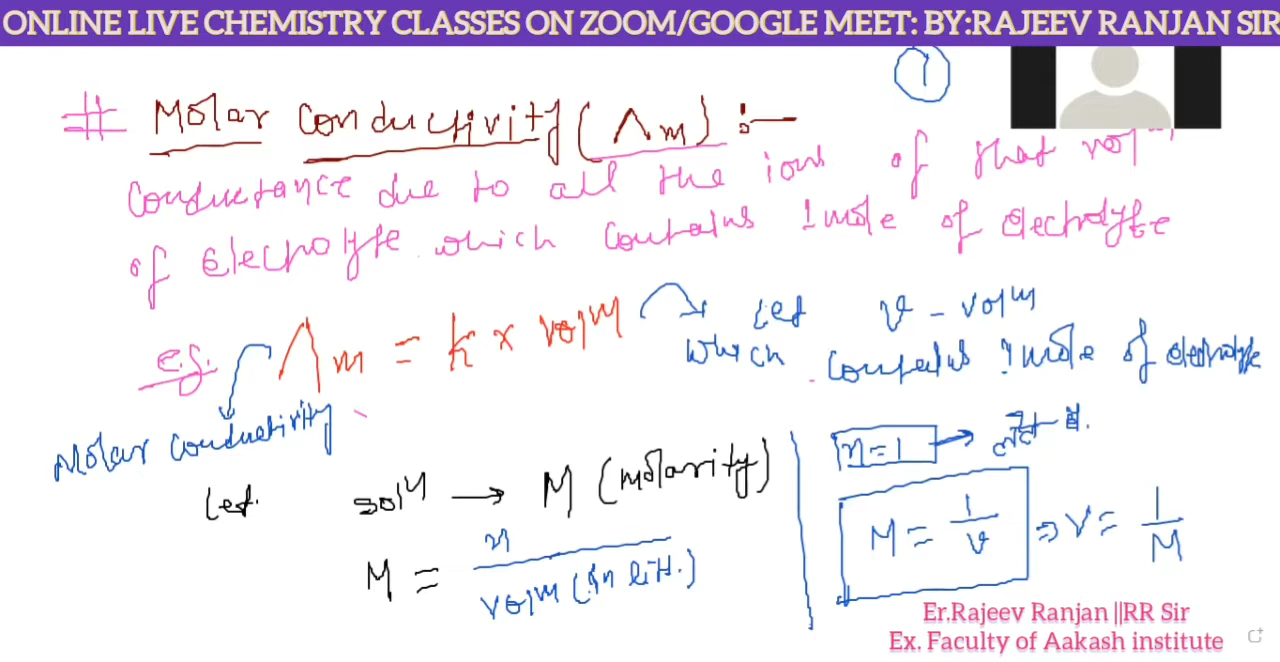 ONLINE LIVE CHEMISTRY CLASSES ON ZOOM/GOOGLE MEET: BY:RAJEEV RANJAN SIR
1
# Molar Conductivity (Λm) :-
Conductance due to all the ions of that volm
of electrolyte which contains 1 mole of electrolyte
e.g. Λm = k × volm
Let v - volm
which contains 1 mole of electrolyte
Molar conductivity
Let soln → M (molarity)
M = n / volm (in lit.)
n = 1 →
M = 1/v ⇒ v = 1/M
Er.Rajeev Ranjan ||RR Sir
Ex. Faculty of Aakash institute